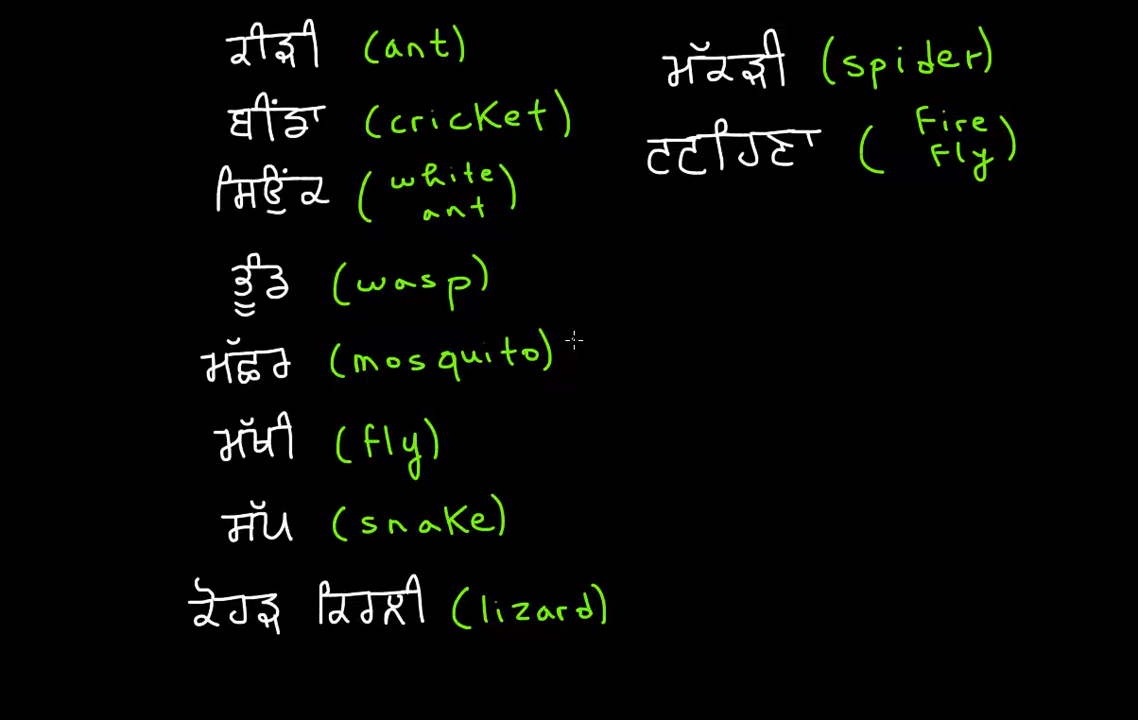 ਕੀੜੀ (ant)
ਬੀਂਡਾ (cricket)
ਸਿਉਂਕ (white ant)
ਭੂੰਡ (wasp)
ਮੱਛਰ (mosquito)
ਮੱਖੀ (fly)
ਸੱਪ (snake)
ਕੋਹੜ ਕਿਰਲੀ (lizard)
ਮੱਕੜੀ (spider)
ਟਟਹਿਣਾ (Fire Fly)